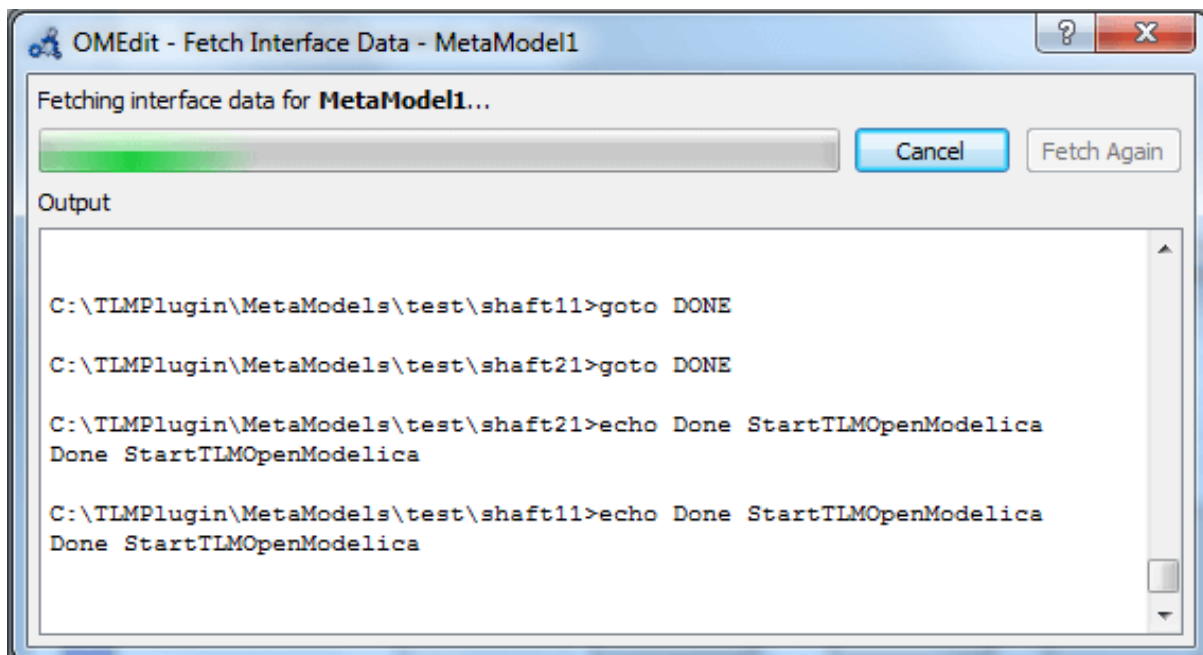 OMEdit - Fetch Interface Data - MetaModel1
?
X
Fetching interface data for MetaModel1...
Cancel
Fetch Again
Output
C:\TLMPlugin\MetaModels\test\shaft11>goto DONE
C:\TLMPlugin\MetaModels\test\shaft21>goto DONE
C:\TLMPlugin\MetaModels\test\shaft21>echo Done StartTLMOpenModelica
Done StartTLMOpenModelica
C:\TLMPlugin\MetaModels\test\shaft11>echo Done StartTLMOpenModelica
Done StartTLMOpenModelica